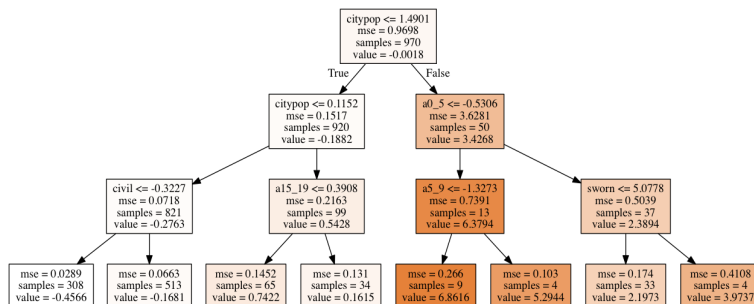 citypop <= 1.4901
mse = 0.9698
samples = 970
value = -0.0018
True
False
citypop <= 0.1152
mse = 0.1517
samples = 920
value = -0.1882
a0_5 <= -0.5306
mse = 3.6281
samples = 50
value = 3.4268
civil <= -0.3227
mse = 0.0718
samples = 821
value = -0.2763
a15_19 <= 0.3908
mse = 0.2163
samples = 99
value = 0.5428
a5_9 <= -1.3273
mse = 0.7391
samples = 13
value = 6.3794
sworn <= 5.0778
mse = 0.5039
samples = 37
value = 2.3894
mse = 0.0289
samples = 308
value = -0.4566
mse = 0.0663
samples = 513
value = -0.1681
mse = 0.1452
samples = 65
value = 0.7422
mse = 0.131
samples = 34
value = 0.1615
mse = 0.266
samples = 9
value = 6.8616
mse = 0.103
samples = 4
value = 5.2944
mse = 0.174
samples = 33
value = 2.1973
mse = 0.4108
samples = 4
value = 3.9737